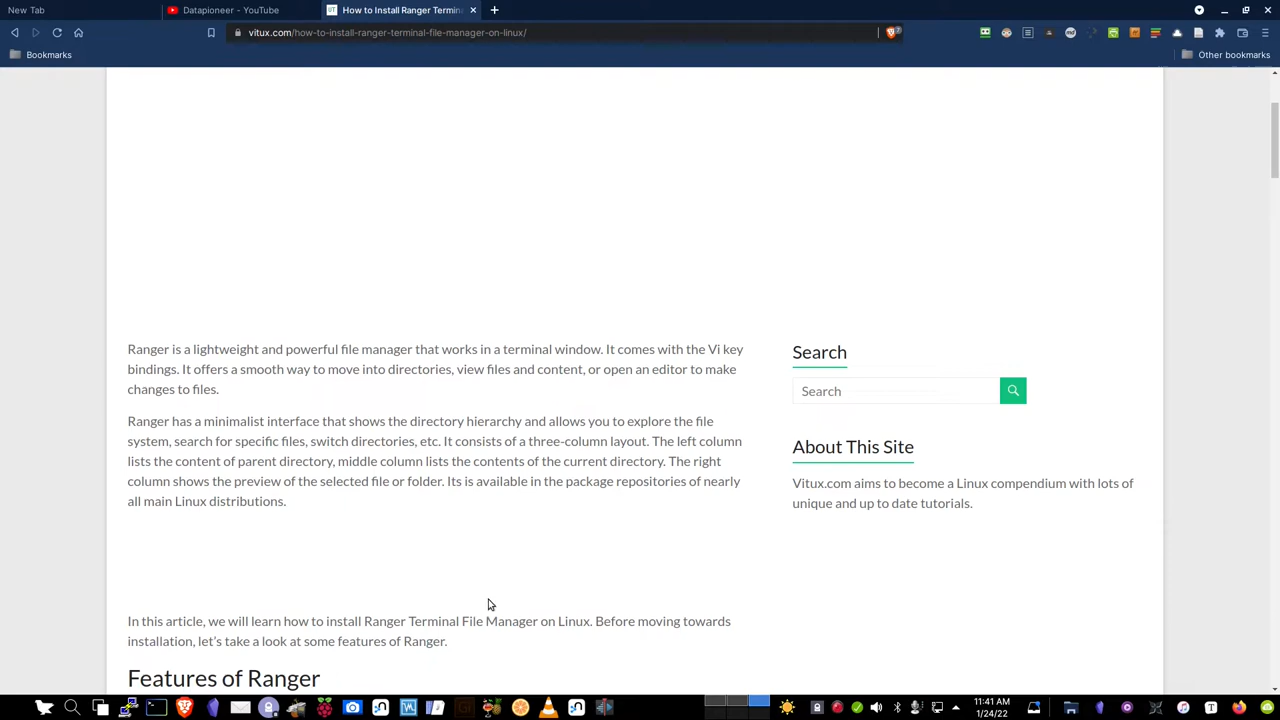 New Tab
Datapioneer - YouTube
How to Install Ranger Termina
vitux.com/how-to-install-ranger-terminal-file-manager-on-linux/
Bookmarks
Other bookmarks
Ranger is a lightweight and powerful file manager that works in a terminal window. It comes with the Vi key
bindings. It offers a smooth way to move into directories, view files and content, or open an editor to make
changes to files.
Ranger has a minimalist interface that shows the directory hierarchy and allows you to explore the file
system, search for specific files, switch directories, etc. It consists of a three-column layout. The left column
lists the content of parent directory, middle column lists the contents of the current directory. The right
column shows the preview of the selected file or folder. Its is available in the package repositories of nearly
all main Linux distributions.
In this article, we will learn how to install Ranger Terminal File Manager on Linux. Before moving towards
installation, let’s take a look at some features of Ranger.
Features of Ranger
Search
Search
About This Site
Vitux.com aims to become a Linux compendium with lots of
unique and up to date tutorials.
11:41 AM
1/24/22